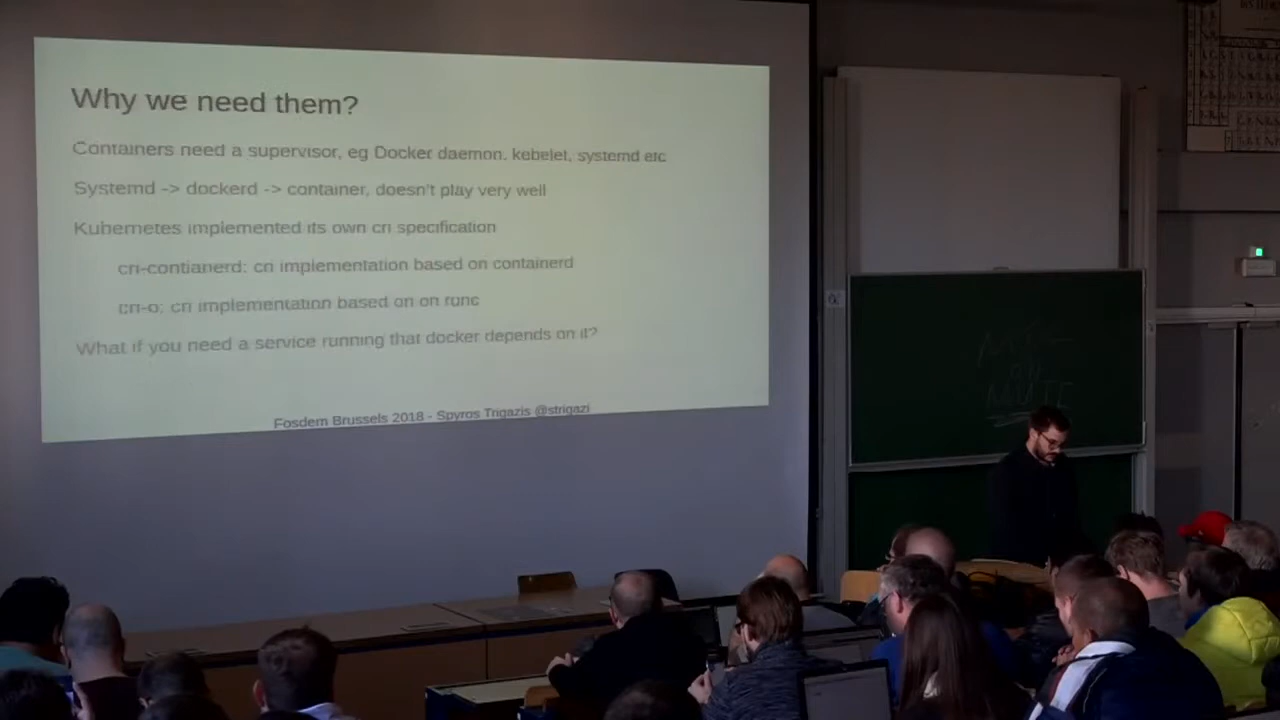 Why we need them?
Containers need a supervisor, eg Docker daemon, kebelet, systemd etc
Systemd -> dockerd -> container, doesn't play very well
Kubernetes implemented its own cri specification
cri-contianerd: cri implementation based on containerd
cri-o: cri implementation based on on runc
What if you need a service running that docker depends on it?
Fosdem Brussels 2018 - Spyros Trigazis @strigazi
MUTE